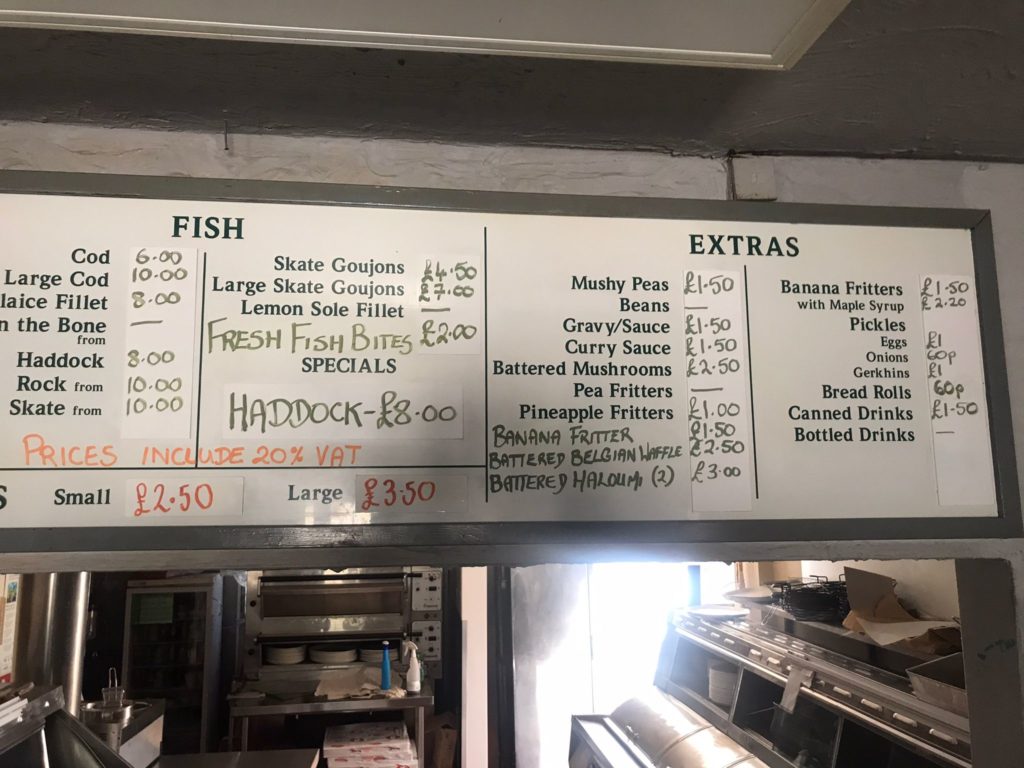 FISH
Cod 6.00
Large Cod 10.00
laice Fillet 8.00
n the Bone —
from
Haddock 8.00
Rock from 10.00
Skate from 10.00
Skate Goujons £4.50
Large Skate Goujons £7.00
Lemon Sole Fillet —
FRESH FISH BITES £2.00
SPECIALS
HADDOCK-£8.00
PRICES INCLUDE 20% VAT
S Small £2.50 Large £3.50
EXTRAS
Mushy Peas £1.50
Beans —
Gravy/Sauce £1.50
Curry Sauce £1.50
Battered Mushrooms £2.50
Pea Fritters —
Pineapple Fritters £1.00
BANANA FRITTER £1.50
BATTERED BELGIAN WAFFLE £2.50
BATTERED HALOUMI (2) £3.00
Banana Fritters £1.50
with Maple Syrup £2.20
Pickles
Eggs £1
Onions 60p
Gerkhins £1
Bread Rolls 60p
Canned Drinks £1.50
Bottled Drinks —